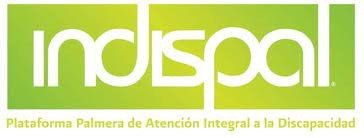 indispal
Plataforma Palmera de Atención Integral a la Discapacidad